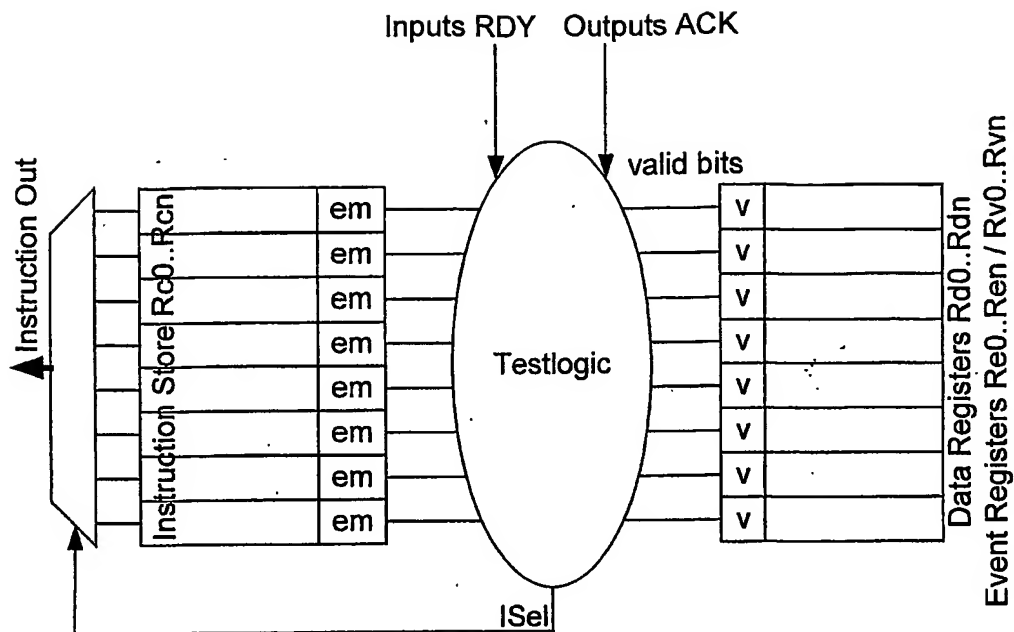 Inputs RDY
Outputs ACK
valid bits
Instruction Out
Instruction Store Rc0..Rcn
em
em
em
em
em
em
em
em
Testlogic
v
v
v
v
v
v
v
v
Data Registers Rd0..Rdn
Event Registers Re0..Ren / Rv0..Rvn
ISel